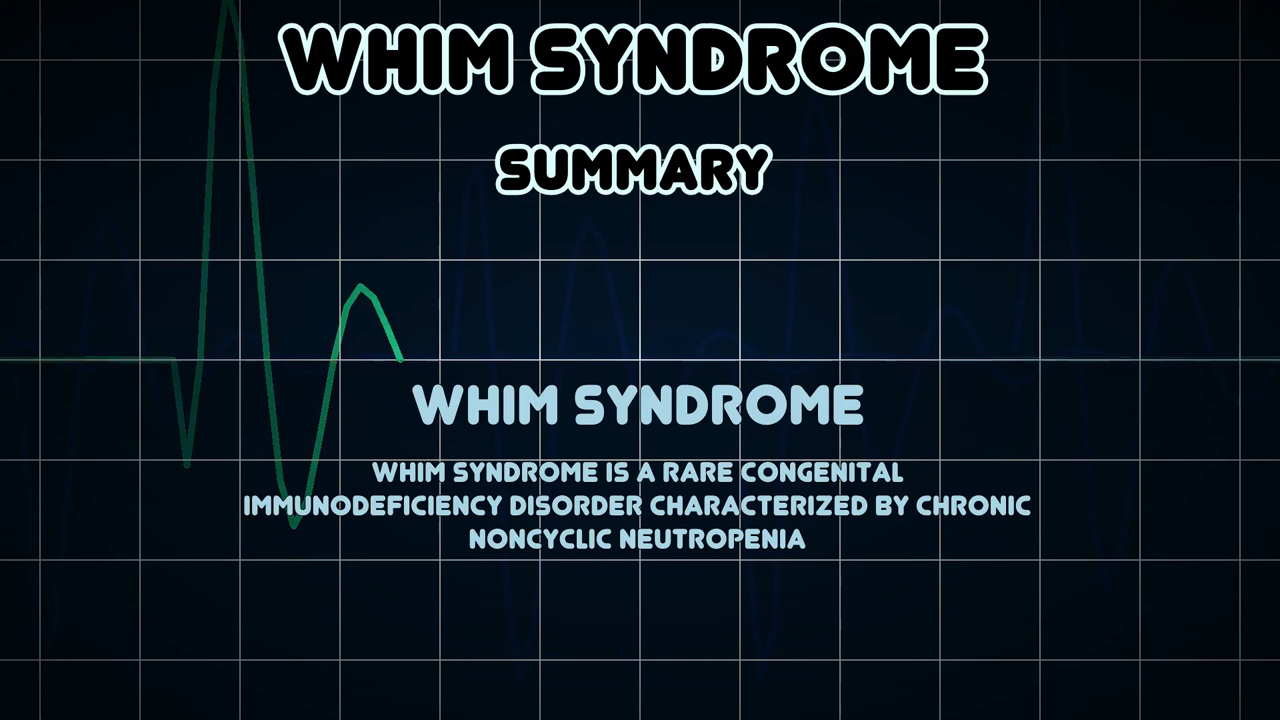 WHIM SYNDROME
SUMMARY
WHIM SYNDROME
WHIM SYNDROME IS A RARE CONGENITAL
IMMUNODEFICIENCY DISORDER CHARACTERIZED BY CHRONIC
NONCYCLIC NEUTROPENIA